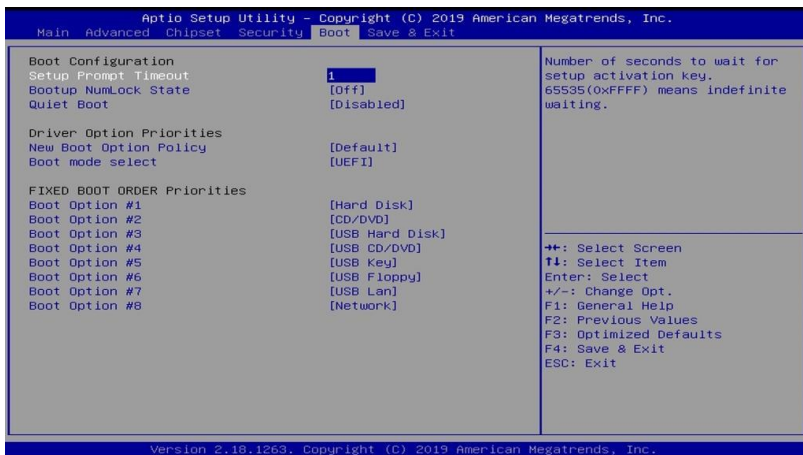 Aptio Setup Utility – Copyright (C) 2019 American Megatrends, Inc.
Main Advanced Chipset Security Boot Save & Exit
Boot Configuration
Setup Prompt Timeout 1
Bootup NumLock State [Off]
Quiet Boot [Disabled]
Driver Option Priorities
New Boot Option Policy [Default]
Boot mode select [UEFI]
FIXED BOOT ORDER Priorities
Boot Option #1 [Hard Disk]
Boot Option #2 [CD/DVD]
Boot Option #3 [USB Hard Disk]
Boot Option #4 [USB CD/DVD]
Boot Option #5 [USB Key]
Boot Option #6 [USB Floppy]
Boot Option #7 [USB Lan]
Boot Option #8 [Network]
Number of seconds to wait for
setup activation key.
65535(0xFFFF) means indefinite
waiting.
→←: Select Screen
↑↓: Select Item
Enter: Select
+/-: Change Opt.
F1: General Help
F2: Previous Values
F3: Optimized Defaults
F4: Save & Exit
ESC: Exit
Version 2.18.1263. Copyright (C) 2019 American Megatrends, Inc.